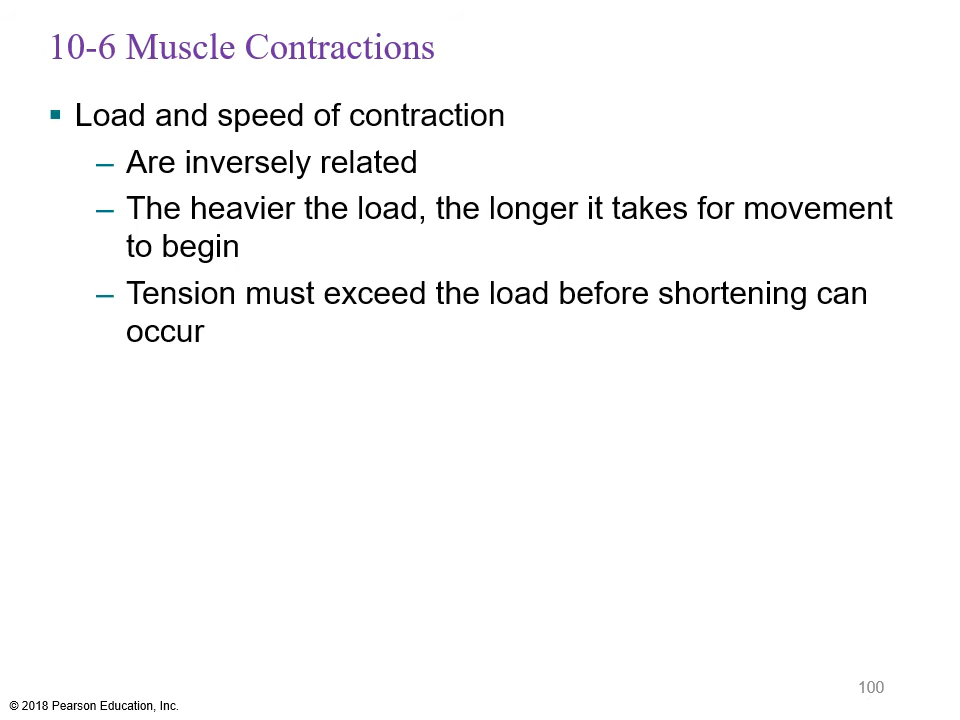 10-6 Muscle Contractions
▪ Load and speed of contraction
– Are inversely related
– The heavier the load, the longer it takes for movement
to begin
– Tension must exceed the load before shortening can
occur
100
© 2018 Pearson Education, Inc.